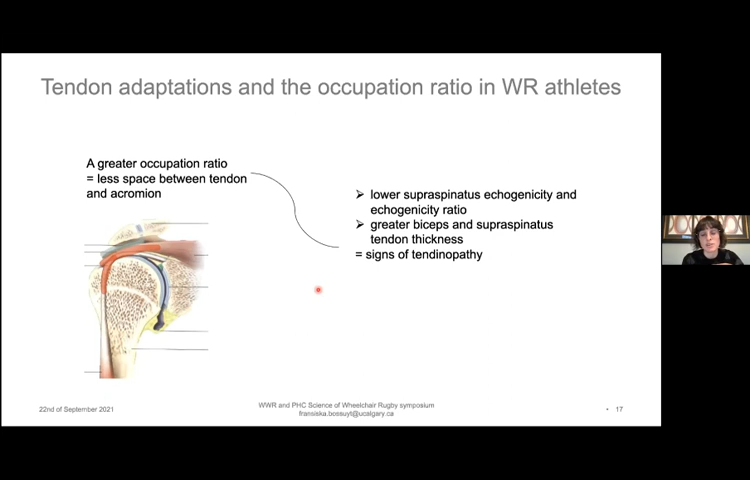 Tendon adaptations and the occupation ratio in WR athletes
A greater occupation ratio
= less space between tendon
and acromion
➢ lower supraspinatus echogenicity and
echogenicity ratio
➢ greater biceps and supraspinatus
tendon thickness
= signs of tendinopathy
22nd of September 2021
WWR and PHC Science of Wheelchair Rugby symposium
fransiska.bossuyt@ucalgary.ca
• 17